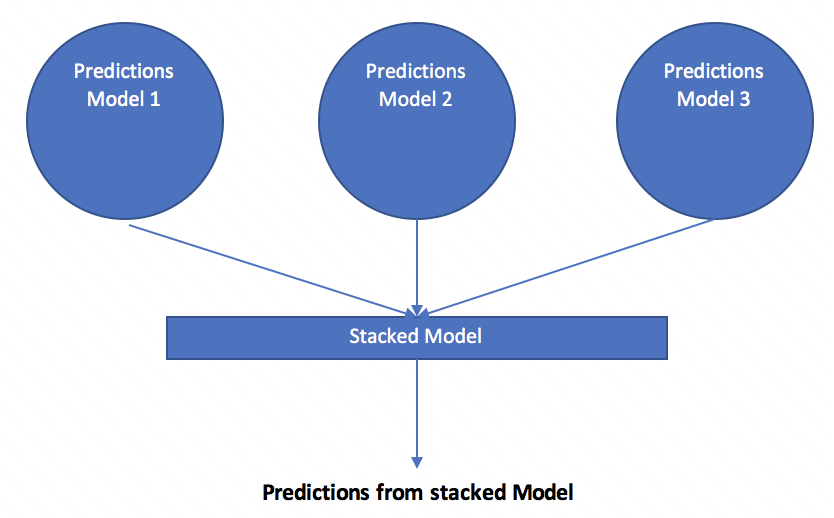 Predictions
Model 1
Predictions
Model 2
Predictions
Model 3
Stacked Model
Predictions from stacked Model